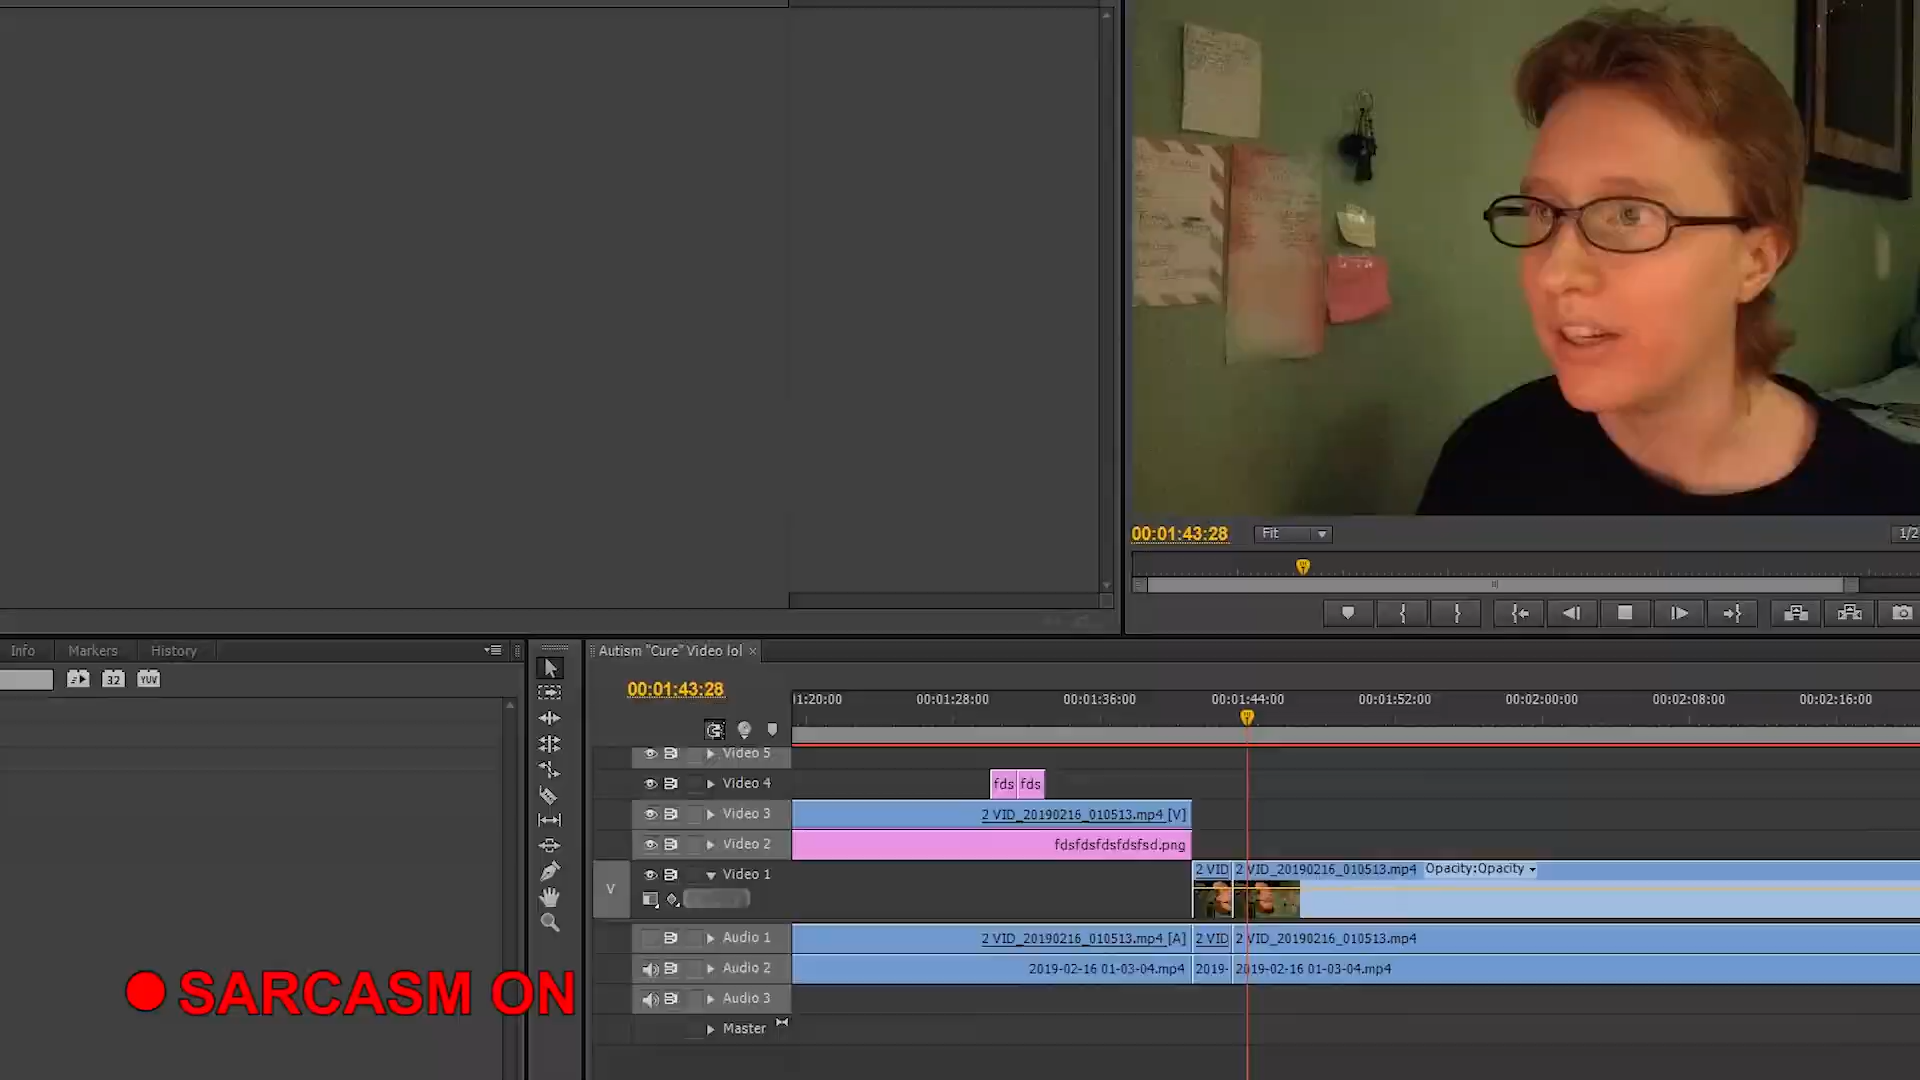 00:01:43:28
Fit
1/2
Info
Markers
History
Autism "Cure" Video lol
32
YUV
00:01:43:28
1:20:00
00:01:28:00
00:01:36:00
00:01:44:00
00:01:52:00
00:02:00:00
00:02:08:00
00:02:16:00
Video 5
Video 4
fds
fds
Video 3
2 VID_20190216_010513.mp4 [V]
Video 2
fdsfdsfdsfdsfsd.png
V
Video 1
2 VID
2 VID_20190216_010513.mp4
Opacity:Opacity
Audio 1
2 VID_20190216_010513.mp4 [A]
2 VID
2 VID_20190216_010513.mp4
Audio 2
2019-02-16 01-03-04.mp4
2019-
2019-02-16 01-03-04.mp4
Audio 3
Master
SARCASM ON